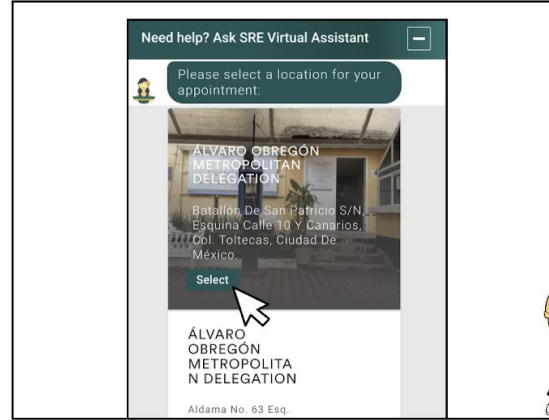 Need help? Ask SRE Virtual Assistant
Please select a location for your
appointment:
ÁLVARO OBREGÓN
METROPOLITAN
DELEGATION
Batallón De San Patricio S/N,
Esquina Calle 10 Y Canarios,
Col. Toltecas, Ciudad De
México.
Select
ÁLVARO
OBREGÓN
METROPOLITA
N DELEGATION
Aldama No. 63 Esq.